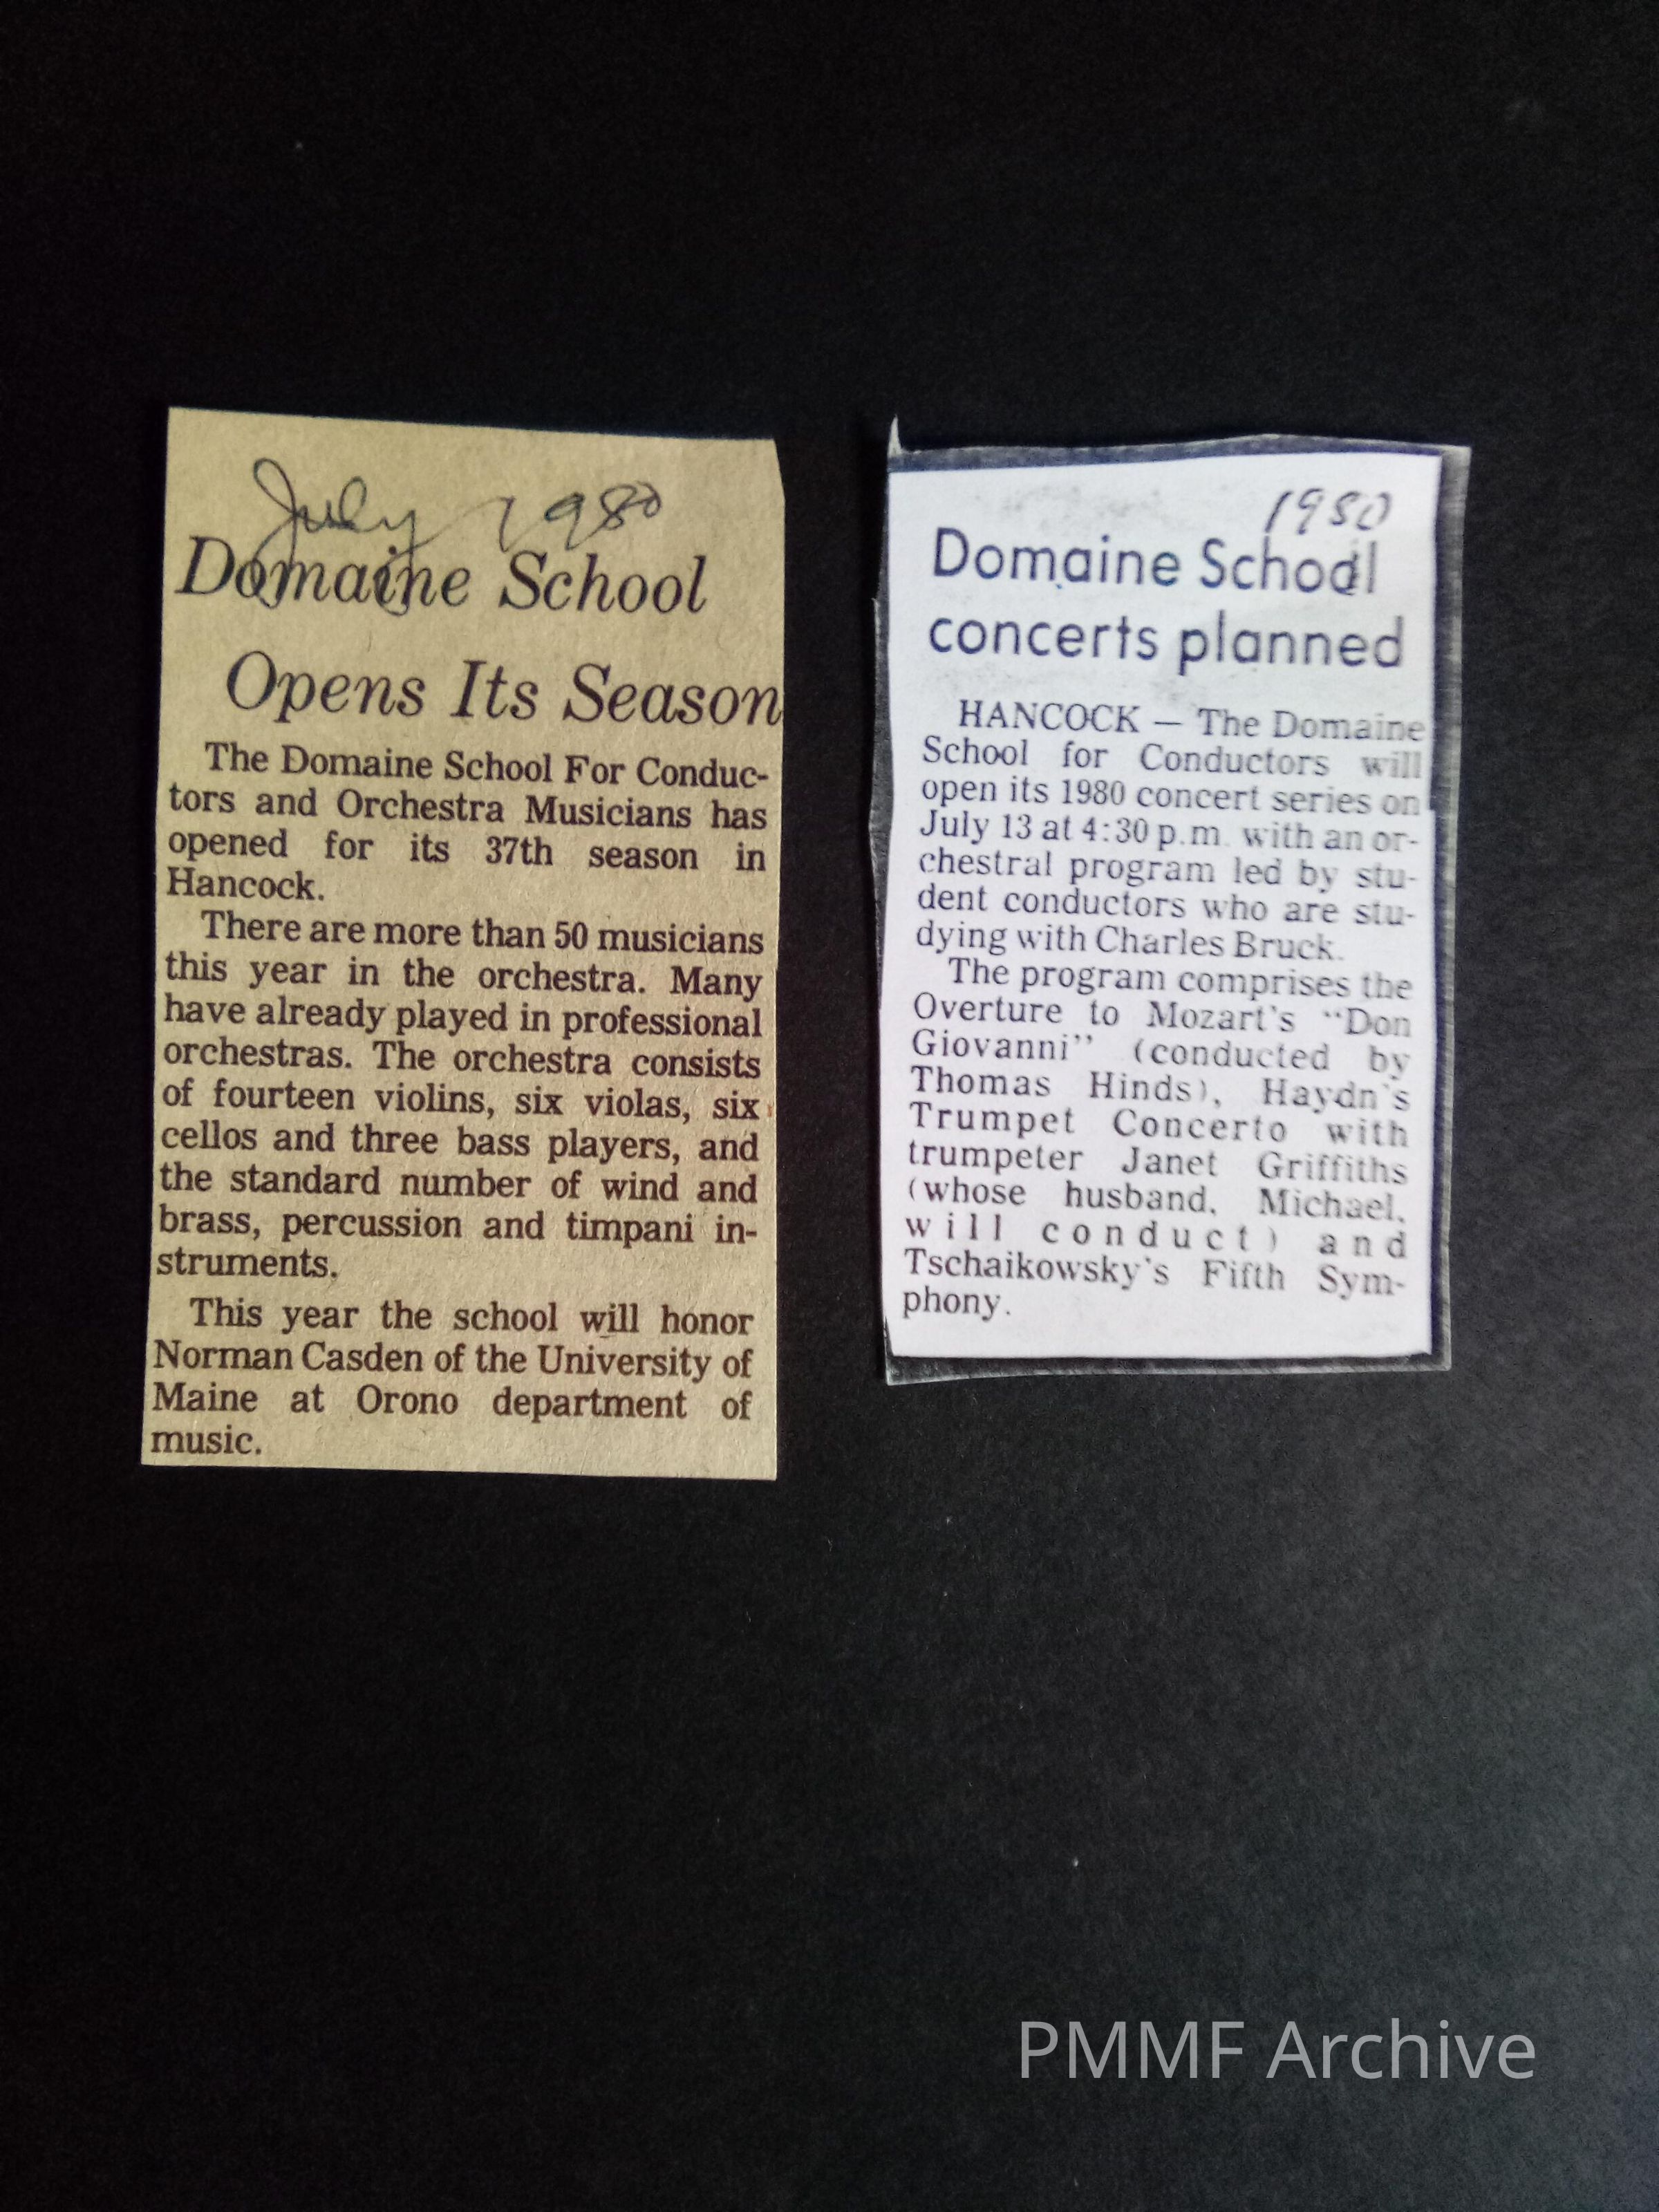 July 1980
Domaine School
Opens Its Season
The Domaine School For Conduc-
tors and Orchestra Musicians has
opened for its 37th season in
Hancock.
There are more than 50 musicians
this year in the orchestra. Many
have already played in professional
orchestras. The orchestra consists
of fourteen violins, six violas, six
cellos and three bass players, and
the standard number of wind and
brass, percussion and timpani in-
struments.
This year the school will honor
Norman Casden of the University of
Maine at Orono department of
music.
1980
Domaine School
concerts planned
HANCOCK — The Domaine
School for Conductors will
open its 1980 concert series on
July 13 at 4:30 p.m. with an or-
chestral program led by stu-
dent conductors who are stu-
dying with Charles Bruck.
The program comprises the
Overture to Mozart's "Don
Giovanni" (conducted by
Thomas Hinds), Haydn's
Trumpet Concerto with
trumpeter Janet Griffiths
(whose husband, Michael,
will conduct) and
Tschaikowsky's Fifth Sym-
phony.
PMMF Archive